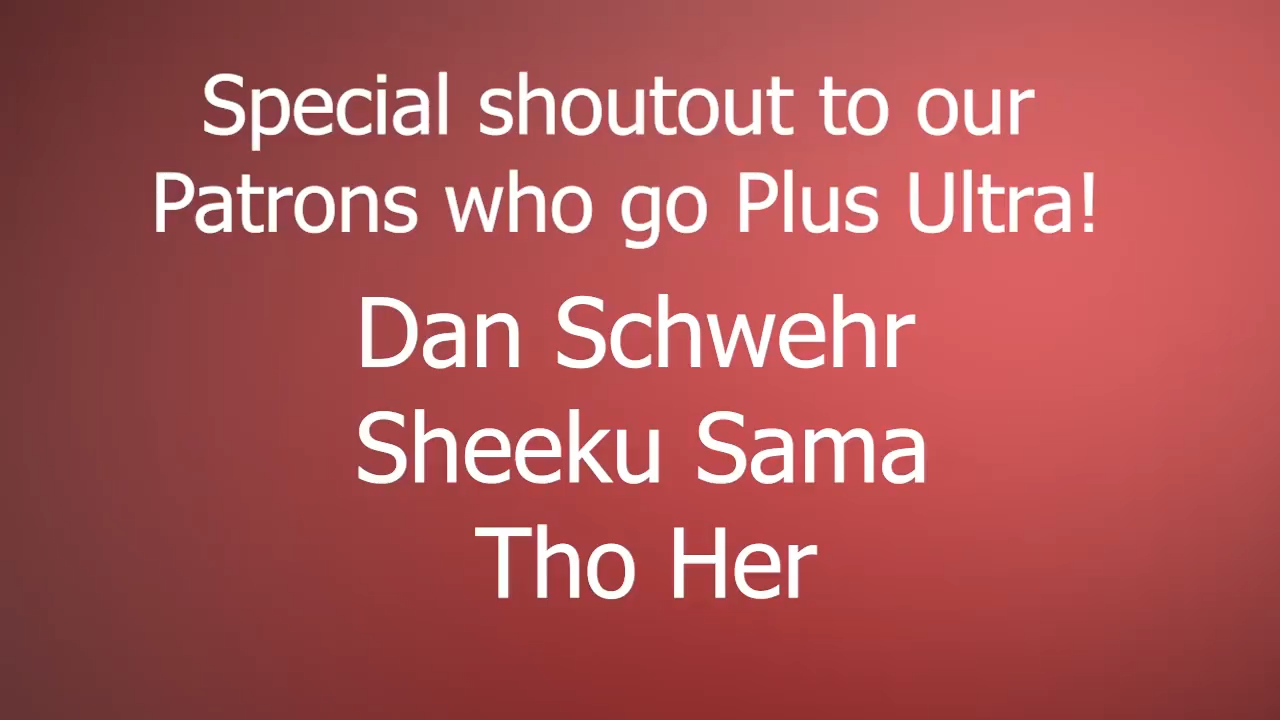 Special shoutout to our
Patrons who go Plus Ultra!
Dan Schwehr
Sheeku Sama
Tho Her